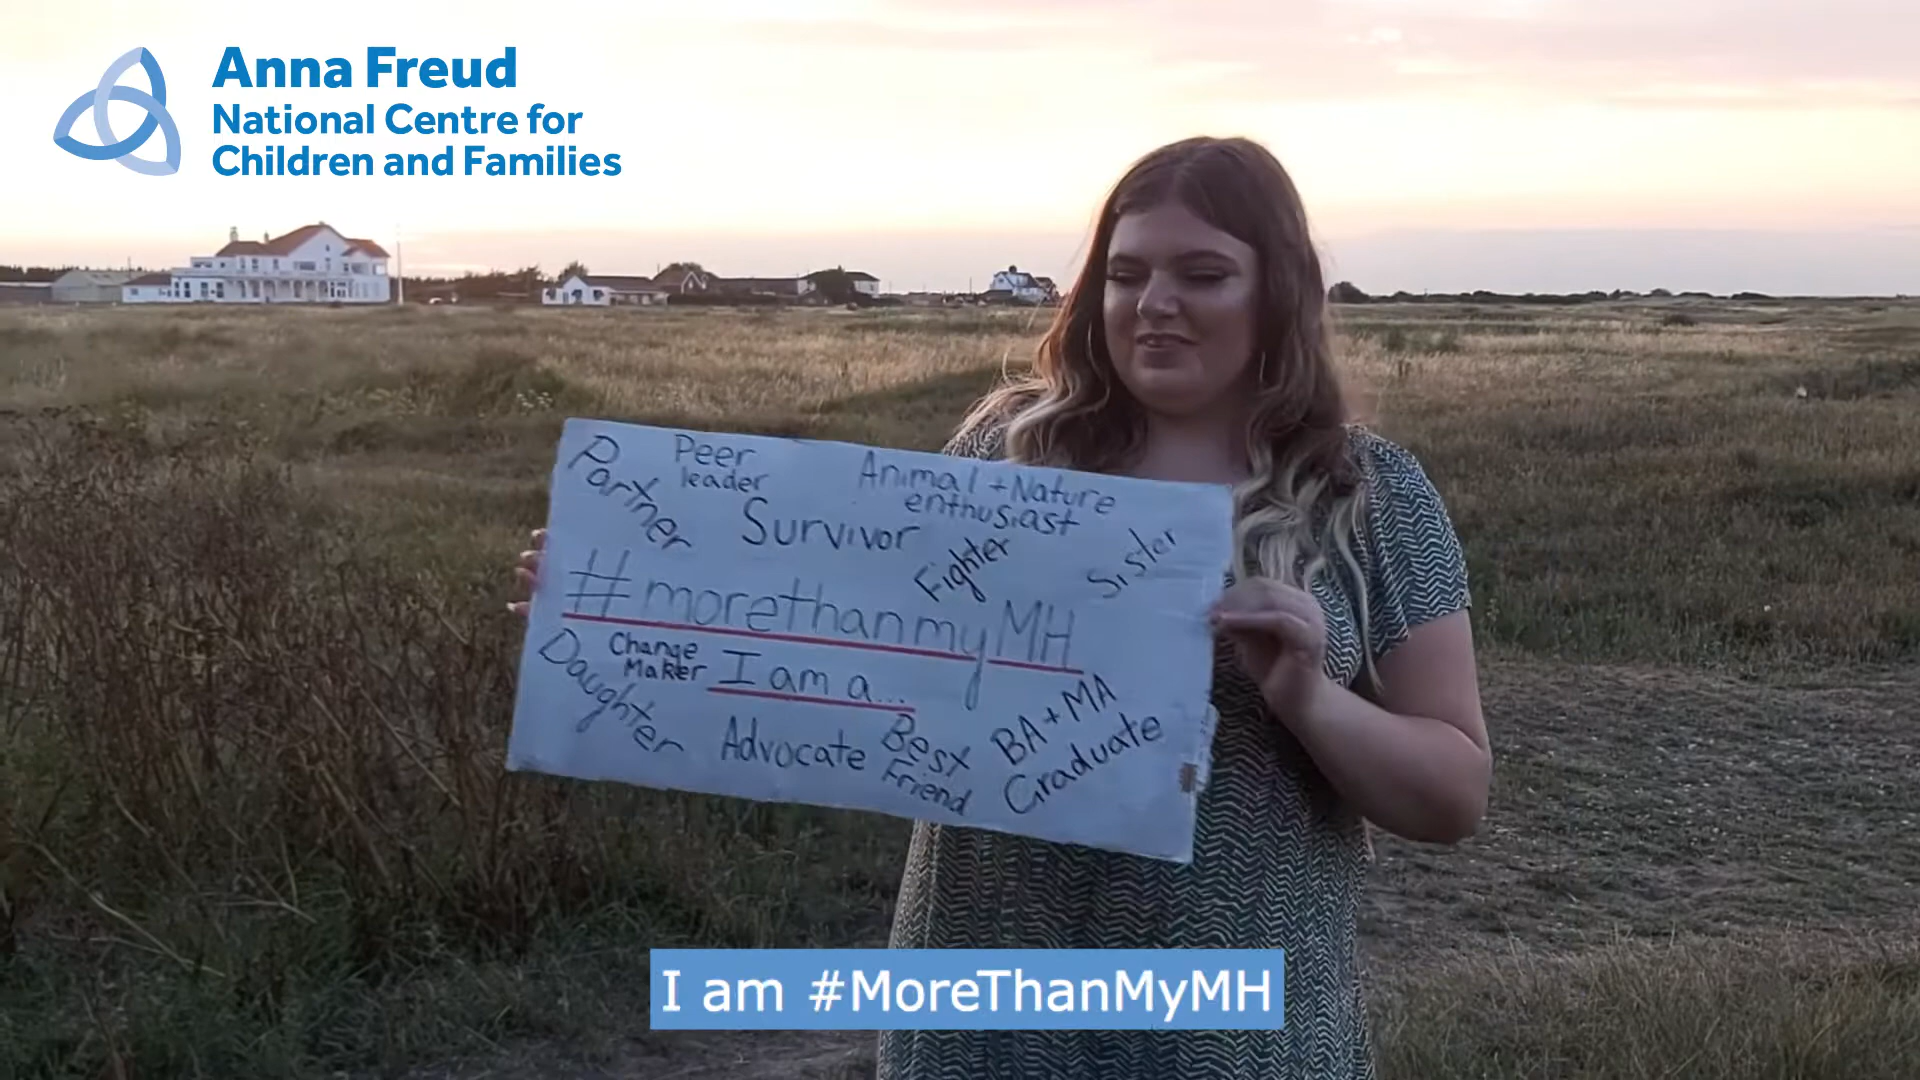 Anna Freud
National Centre for
Children and Families
Partner
Peer
leader
Animal + Nature
enthusiast
Survivor
Fighter
Sister
#morethanmyMH
Change
Maker
I am a...
Daughter
Advocate
Best
Friend
BA + MA
Graduate
I am #MoreThanMyMH